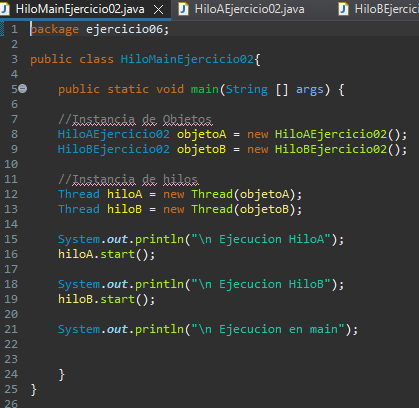 HiloMainEjercicio02.java HiloAEjercicio02.java HiloBEjercicio
1 package ejercicio06;
2
3 public class HiloMainEjercicio02{
4
5 public static void main(String [] args) {
6
7 //Instancia de Objetos
8 HiloAEjercicio02 objetoA = new HiloAEjercicio02();
9 HiloBEjercicio02 objetoB = new HiloBEjercicio02();
10
11 //Instancia de hilos
12 Thread hiloA = new Thread(objetoA);
13 Thread hiloB = new Thread(objetoB);
14
15 System.out.println("\n Ejecucion HiloA");
16 hiloA.start();
17
18 System.out.println("\n Ejecucion HiloB");
19 hiloB.start();
20
21 System.out.println("\n Ejecucion en main");
22
23
24 }
25 }
26